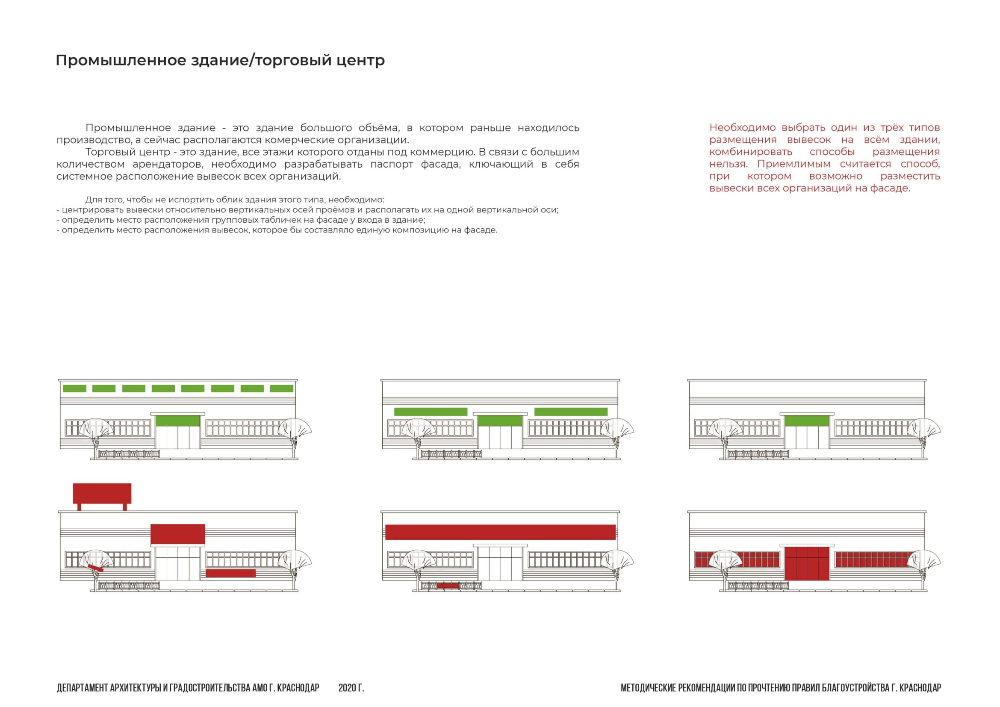 Промышленное здание/торговый центр
Промышленное здание - это здание большого объёма, в котором раньше находилось
производство, а сейчас располагаются комерческие организации.
Торговый центр - это здание, все этажи которого отданы под коммерцию. В связи с большим
количеством арендаторов, необходимо разрабатывать паспорт фасада, ключающий в себя
системное расположение вывесок всех организаций.
Для того, чтобы не испортить облик здания этого типа, необходимо:
- центрировать вывески относительно вертикальных осей проёмов и располагать их на одной вертикальной оси;
- определить место расположения групповых табличек на фасаде у входа в здание;
- определить место расположения вывесок, которое бы составляло единую композицию на фасаде.
Необходимо выбрать один из трёх типов
размещения вывесок на всём здании,
комбинировать способы размещения
нельзя. Приемлимым считается способ,
при котором возможно разместить
вывески всех организаций на фасаде.
ДЕПАРТАМЕНТ АРХИТЕКТУРЫ И ГРАДОСТРОИТЕЛЬСТВА АМО Г. КРАСНОДАР 2020 Г.
МЕТОДИЧЕСКИЕ РЕКОМЕНДАЦИИ ПО ПРОЧТЕНИЮ ПРАВИЛ БЛАГОУСТРОЙСТВА Г. КРАСНОДАР